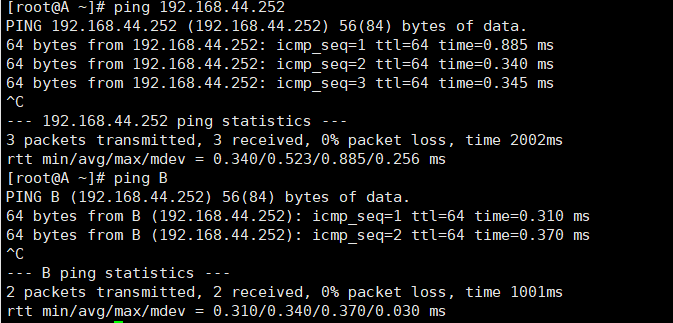 [root@A ~]# ping 192.168.44.252
PING 192.168.44.252 (192.168.44.252) 56(84) bytes of data.
64 bytes from 192.168.44.252: icmp_seq=1 ttl=64 time=0.885 ms
64 bytes from 192.168.44.252: icmp_seq=2 ttl=64 time=0.340 ms
64 bytes from 192.168.44.252: icmp_seq=3 ttl=64 time=0.345 ms
^C
--- 192.168.44.252 ping statistics ---
3 packets transmitted, 3 received, 0% packet loss, time 2002ms
rtt min/avg/max/mdev = 0.340/0.523/0.885/0.256 ms
[root@A ~]# ping B
PING B (192.168.44.252) 56(84) bytes of data.
64 bytes from B (192.168.44.252): icmp_seq=1 ttl=64 time=0.310 ms
64 bytes from B (192.168.44.252): icmp_seq=2 ttl=64 time=0.370 ms
^C
--- B ping statistics ---
2 packets transmitted, 2 received, 0% packet loss, time 1001ms
rtt min/avg/max/mdev = 0.310/0.340/0.370/0.030 ms